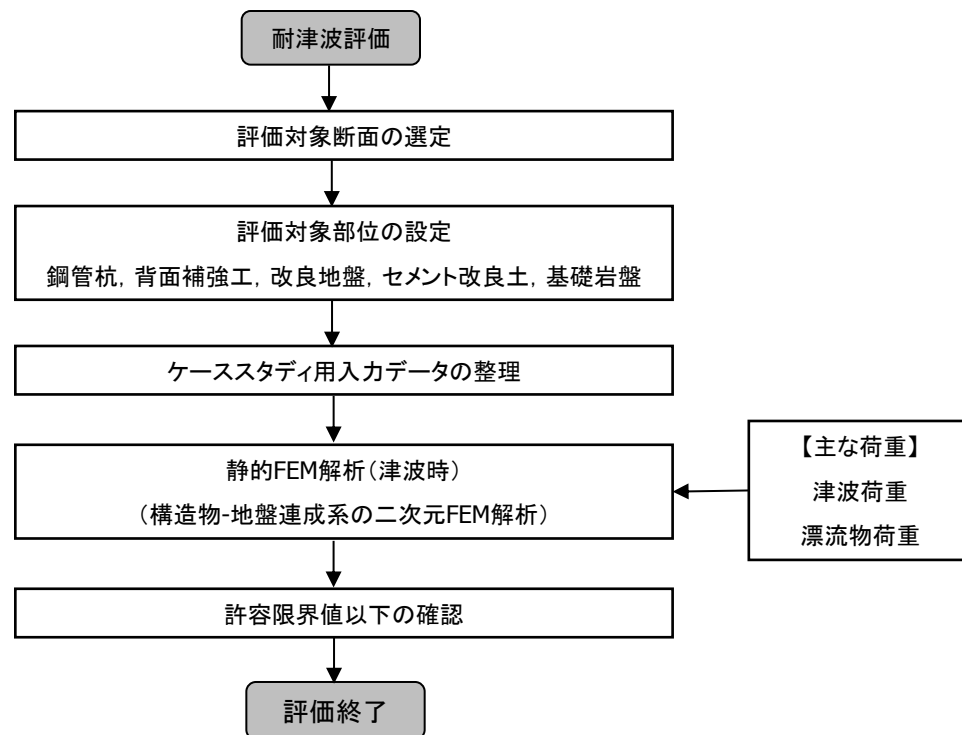 耐津波評価
評価対象断面の選定
評価対象部位の設定
鋼管杭, 背面補強工, 改良地盤, セメント改良土, 基礎岩盤
ケーススタディ用入力データの整理
静的FEM解析(津波時)
(構造物-地盤連成系の二次元FEM解析)
【主な荷重】
津波荷重
漂流物荷重
許容限界値以下の確認
評価終了